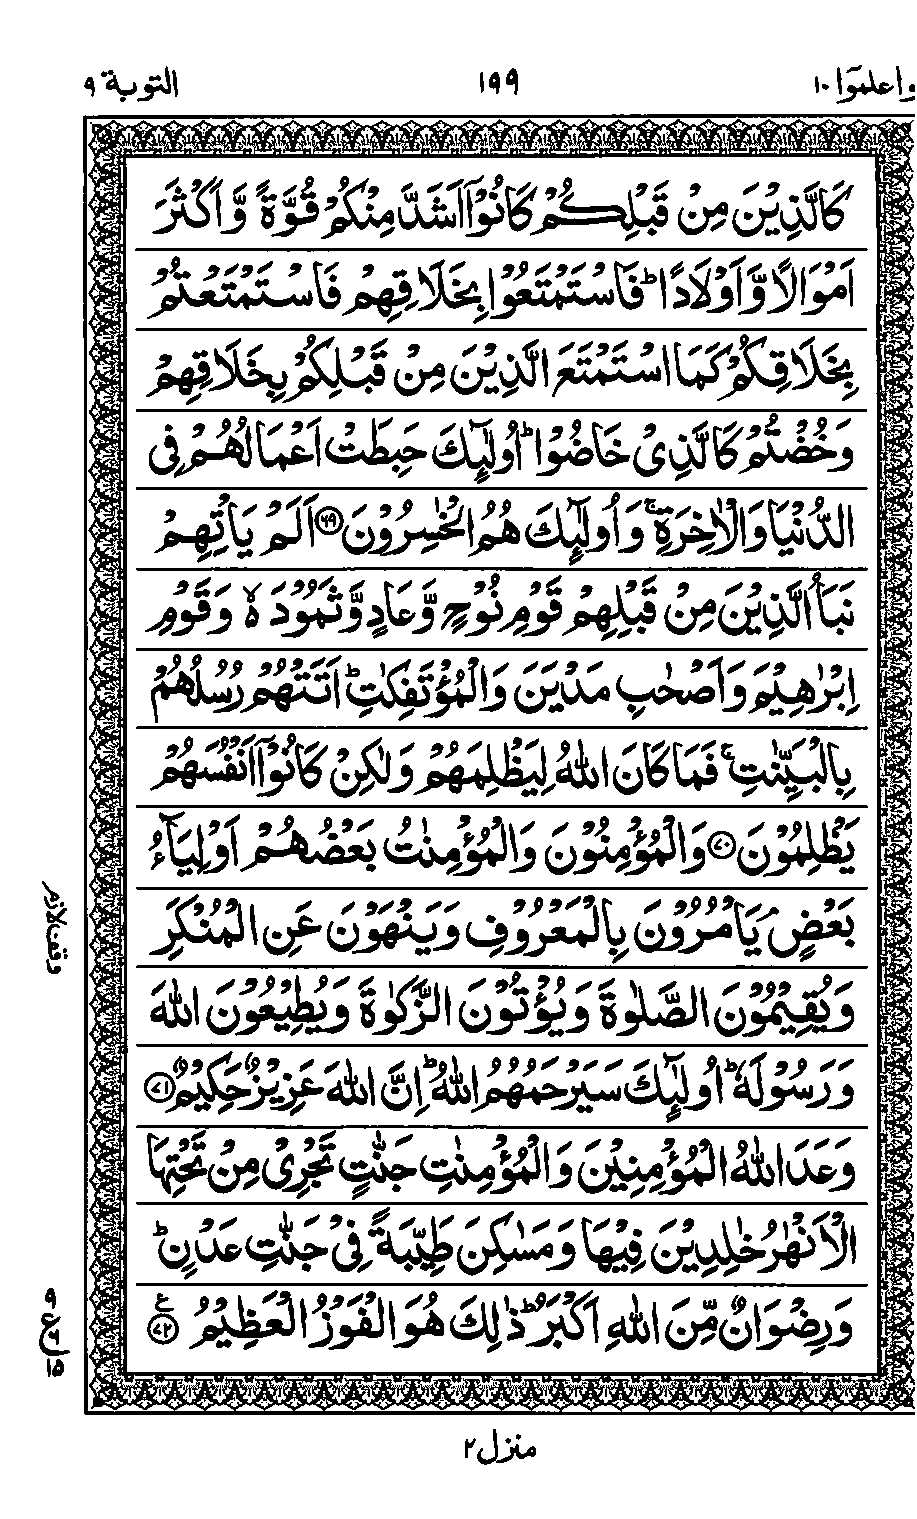 واعلموٓا ١٠ ١٩٩ التوبة ٩
كَالَّذِیْنَ مِنْ قَبْلِكُمْ كَانُوْۤا اَشَدَّ مِنْكُمْ قُوَّةً وَّ اَكْثَرَ
اَمْوَالًا وَّ اَوْلَادًا ؕ فَاسْتَمْتَعُوْا بِخَلَاقِهِمْ فَاسْتَمْتَعْتُمْ
بِخَلَاقِكُمْ كَمَا اسْتَمْتَعَ الَّذِیْنَ مِنْ قَبْلِكُمْ بِخَلَاقِهِمْ
وَ خُضْتُمْ كَالَّذِیْ خَاضُوْا ؕ اُولٰٓىِٕكَ حَبِطَتْ اَعْمَالُهُمْ فِی
الدُّنْیَا وَ الْاٰخِرَةِ ۚ وَ اُولٰٓىِٕكَ هُمُ الْخٰسِرُوْنَ ﴿٦٩﴾ اَلَمْ یَاْتِهِمْ
نَبَاُ الَّذِیْنَ مِنْ قَبْلِهِمْ قَوْمِ نُوْحٍ وَّ عَادٍ وَّ ثَمُوْدَ ۙ۬ وَ قَوْمِ
اِبْرٰهِیْمَ وَ اَصْحٰبِ مَدْیَنَ وَ الْمُؤْتَفِكٰتِ ؕ اَتَتْهُمْ رُسُلُهُمْ
بِالْبَیِّنٰتِ ۚ فَمَا كَانَ اللّٰهُ لِیَظْلِمَهُمْ وَ لٰكِنْ كَانُوْۤا اَنْفُسَهُمْ
یَظْلِمُوْنَ ﴿٧٠﴾ وَ الْمُؤْمِنُوْنَ وَ الْمُؤْمِنٰتُ بَعْضُهُمْ اَوْلِیَآءُ
بَعْضٍ ۘ یَاْمُرُوْنَ بِالْمَعْرُوْفِ وَ یَنْهَوْنَ عَنِ الْمُنْكَرِ
وَ یُقِیْمُوْنَ الصَّلٰوةَ وَ یُؤْتُوْنَ الزَّكٰوةَ وَ یُطِیْعُوْنَ اللّٰهَ
وَ رَسُوْلَهٗ ؕ اُولٰٓىِٕكَ سَیَرْحَمُهُمُ اللّٰهُ ؕ اِنَّ اللّٰهَ عَزِیْزٌ حَكِیْمٌ ﴿٧١﴾
وَعَدَ اللّٰهُ الْمُؤْمِنِیْنَ وَ الْمُؤْمِنٰتِ جَنّٰتٍ تَجْرِیْ مِنْ تَحْتِهَا
الْاَنْهٰرُ خٰلِدِیْنَ فِیْهَا وَ مَسٰكِنَ طَیِّبَةً فِیْ جَنّٰتِ عَدْنٍ ؕ
وَ رِضْوَانٌ مِّنَ اللّٰهِ اَكْبَرُ ؕ ذٰلِكَ هُوَ الْفَوْزُ الْعَظِیْمُ ﴿٧٢﴾ ع
وقف لازم
٩
ع ٦
١٥
منزل ٢